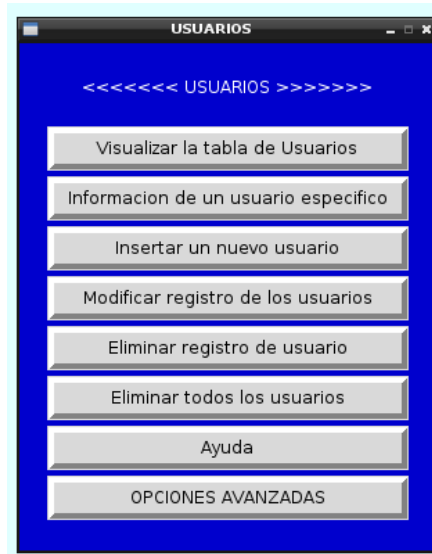 USUARIOS
<<<<<<< USUARIOS >>>>>>>
Visualizar la tabla de Usuarios
Informacion de un usuario especifico
Insertar un nuevo usuario
Modificar registro de los usuarios
Eliminar registro de usuario
Eliminar todos los usuarios
Ayuda
OPCIONES AVANZADAS